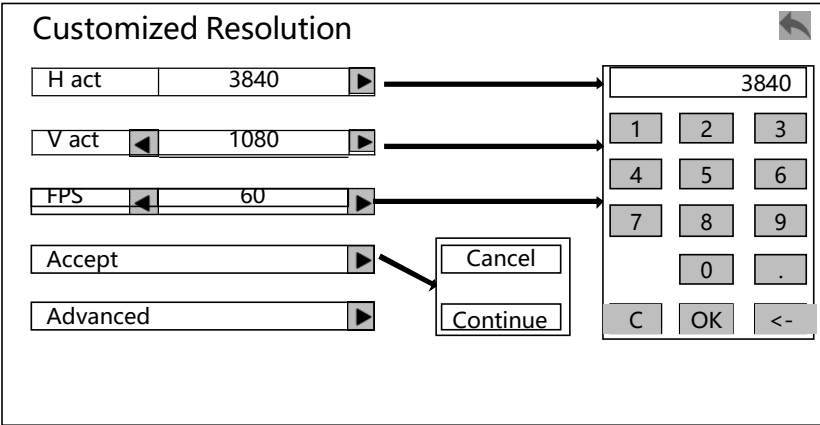 Customized Resolution
H act 3840
V act 1080
FPS 60
Accept
Advanced
Cancel
Continue
3840
1 2 3
4 5 6
7 8 9
0 .
C OK <-